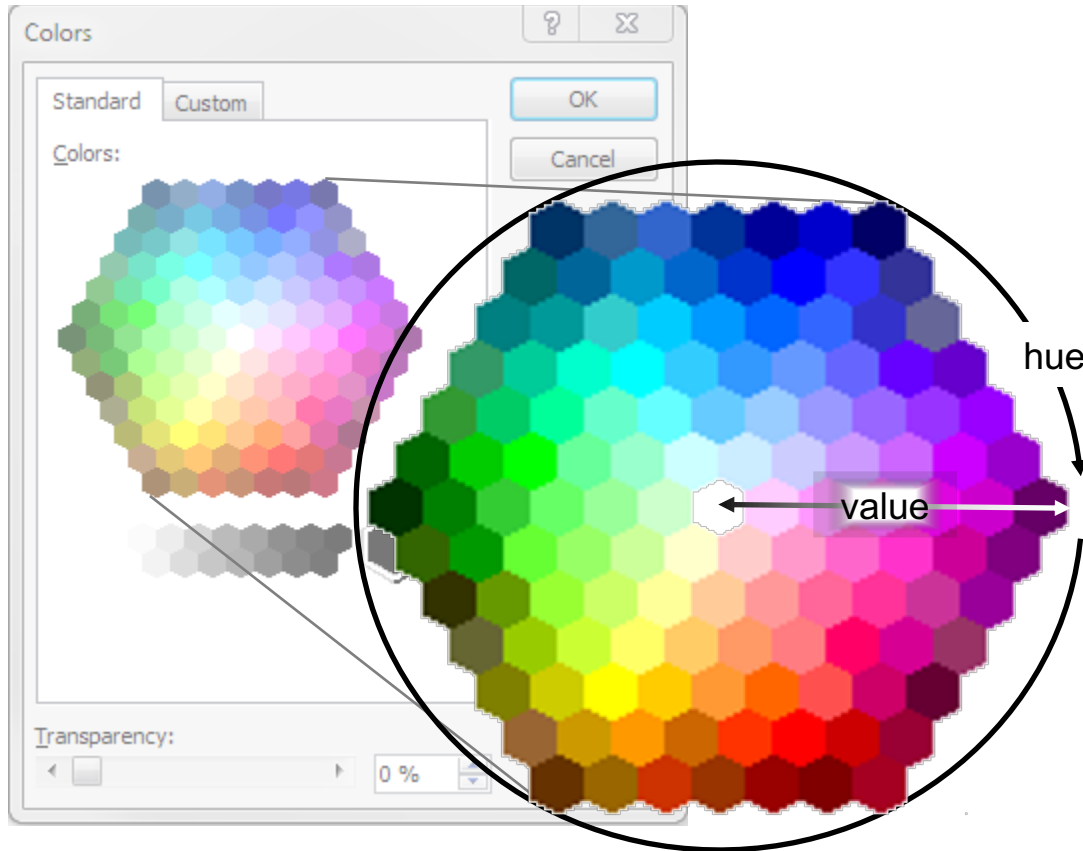 Colors
?
Standard
Custom
OK
Colors:
Cancel
hue
value
Transparency:
0 %